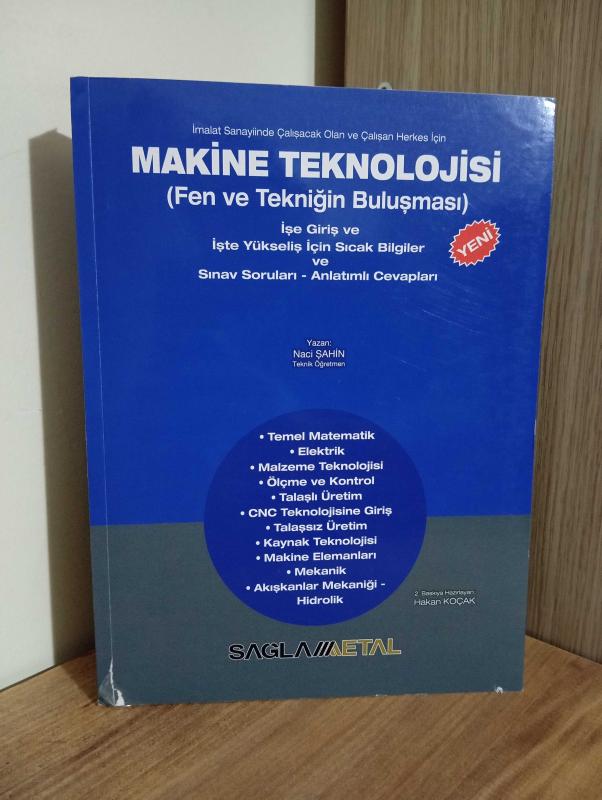 İmalat Sanayiinde Çalışacak Olan ve Çalışan Herkes İçin
MAKİNE TEKNOLOJİSİ
(Fen ve Tekniğin Buluşması)
İşe Giriş ve
İşte Yükseliş İçin Sıcak Bilgiler
ve
Sınav Soruları - Anlatımlı Cevapları
YENİ
Yazan:
Naci ŞAHİN
Teknik Öğretmen
• Temel Matematik
• Elektrik
• Malzeme Teknolojisi
• Ölçme ve Kontrol
• Talaşlı Üretim
• CNC Teknolojisine Giriş
• Talaşsız Üretim
• Kaynak Teknolojisi
• Makine Elemanları
• Mekanik
• Akışkanlar Mekaniği -
Hidrolik
2. Baskıya Hazırlayan:
Hakan KOÇAK
SAGLAMETAL